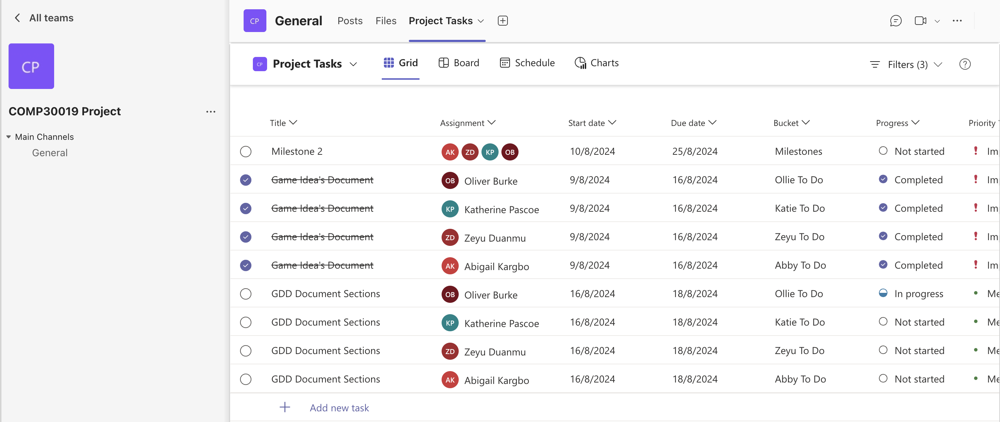 All teams
CP
COMP30019 Project
Main Channels
General
CP General Posts Files Project Tasks
CP Project Tasks Grid Board Schedule Charts Filters (3)
Title Assignment Start date Due date Bucket Progress Priority
Milestone 2 AK ZD KP OB 10/8/2024 25/8/2024 Milestones Not started Im
Game Idea's Document OB Oliver Burke 9/8/2024 16/8/2024 Ollie To Do Completed Im
Game Idea's Document KP Katherine Pascoe 9/8/2024 16/8/2024 Katie To Do Completed Im
Game Idea's Document ZD Zeyu Duanmu 9/8/2024 16/8/2024 Zeyu To Do Completed Im
Game Idea's Document AK Abigail Kargbo 9/8/2024 16/8/2024 Abby To Do Completed Im
GDD Document Sections OB Oliver Burke 16/8/2024 18/8/2024 Ollie To Do In progress Me
GDD Document Sections KP Katherine Pascoe 16/8/2024 18/8/2024 Katie To Do Not started Me
GDD Document Sections ZD Zeyu Duanmu 16/8/2024 18/8/2024 Zeyu To Do Not started Me
GDD Document Sections AK Abigail Kargbo 16/8/2024 18/8/2024 Abby To Do Not started Me
Add new task